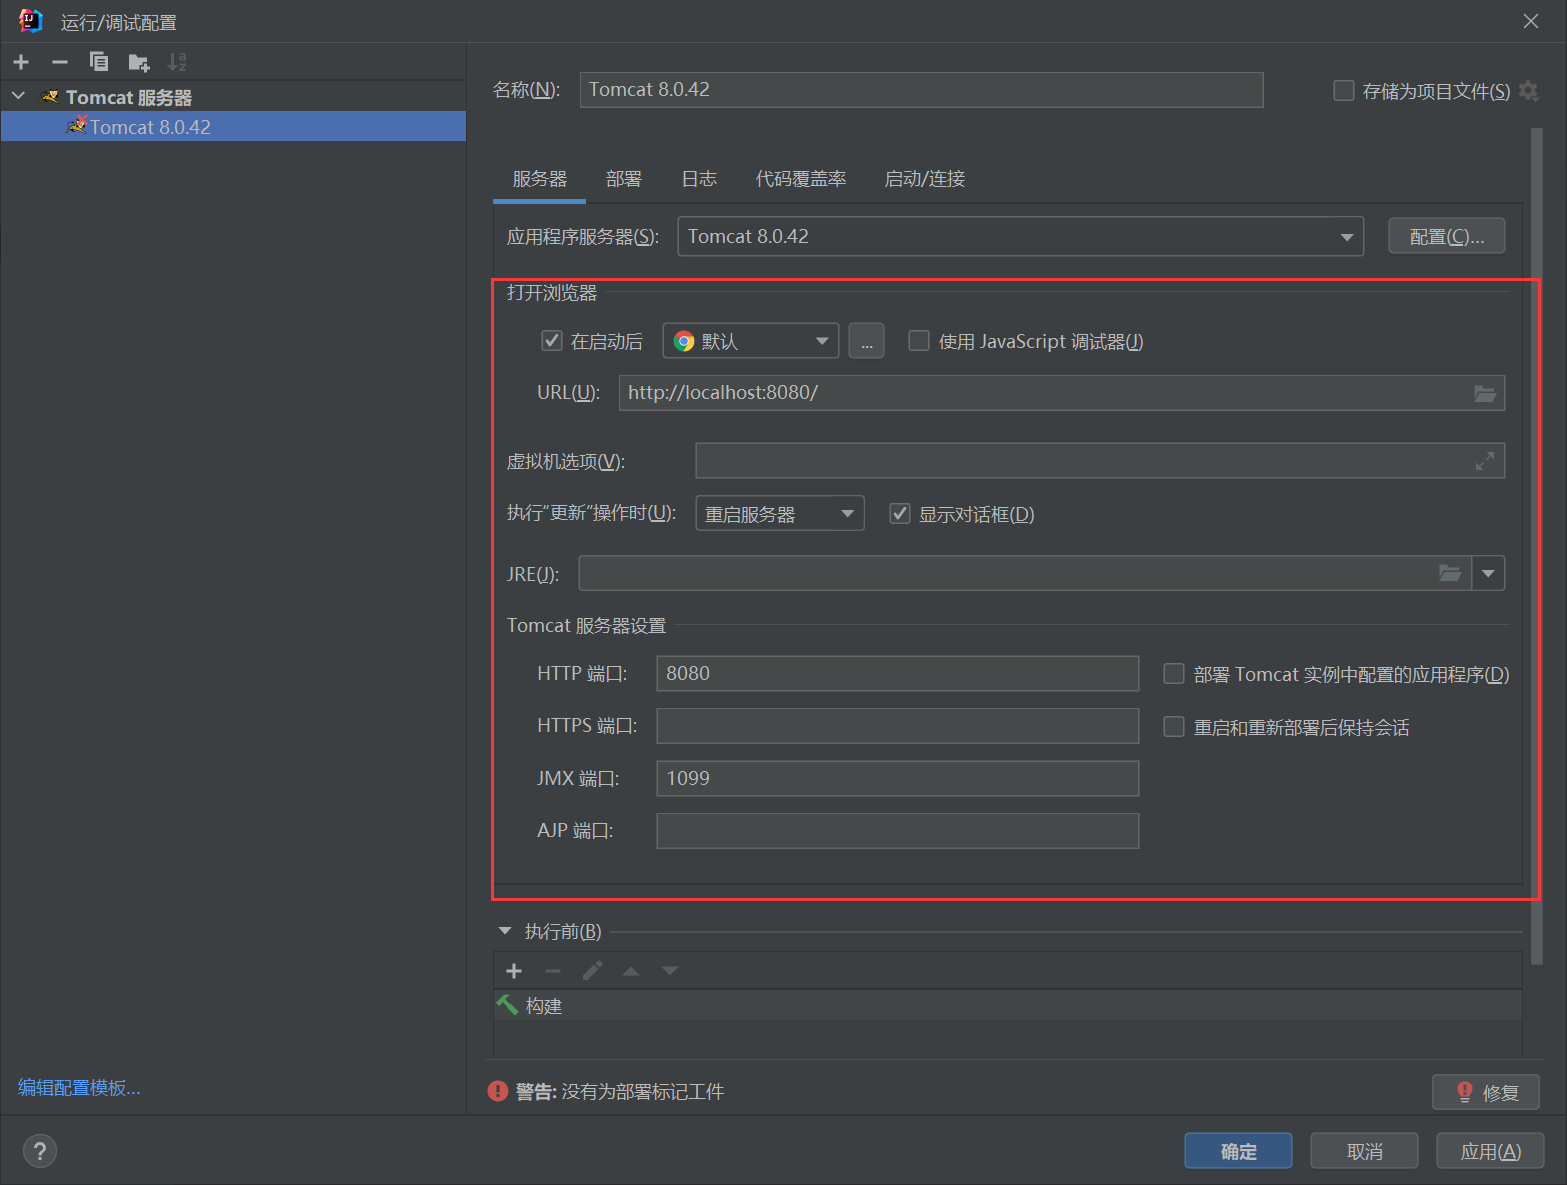 运行/调试配置
Tomcat 服务器
Tomcat 8.0.42
名称(N): Tomcat 8.0.42 存储为项目文件(S)
服务器 部署 日志 代码覆盖率 启动/连接
应用程序服务器(S): Tomcat 8.0.42 配置(C)...
打开浏览器
在启动后 默认 ... 使用 JavaScript 调试器(J)
URL(U): http://localhost:8080/
虚拟机选项(V):
执行“更新”操作时(U): 重启服务器 显示对话框(D)
JRE(J):
Tomcat 服务器设置
HTTP 端口: 8080 部署 Tomcat 实例中配置的应用程序(D)
HTTPS 端口: 重启和重新部署后保持会话
JMX 端口: 1099
AJP 端口:
执行前(B)
构建
编辑配置模板...
警告: 没有为部署标记工件 修复
? 确定 取消 应用(A)